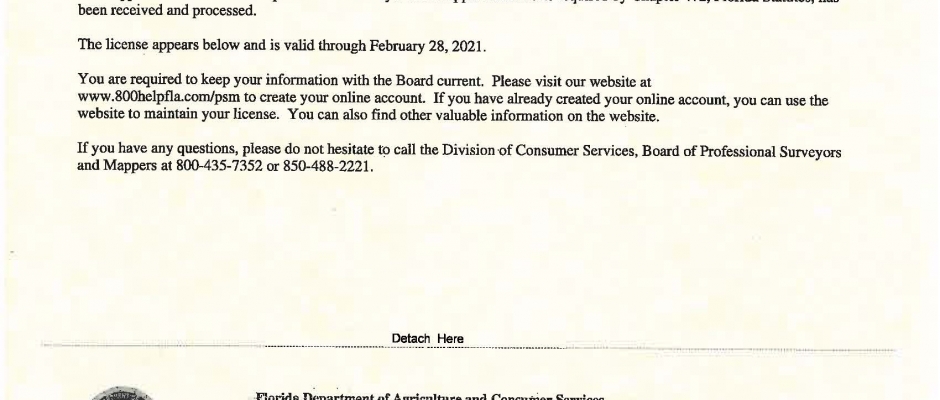 been received and processed.
The license appears below and is valid through February 28, 2021.
You are required to keep your information with the Board current. Please visit our website at
www.800helpfla.com/psm to create your online account. If you have already created your online account, you can use the
website to maintain your license. You can also find other valuable information on the website.
If you have any questions, please do not hesitate to call the Division of Consumer Services, Board of Professional Surveyors
and Mappers at 800-435-7352 or 850-488-2221.
Detach Here
Florida Department of Agriculture and Consumer Services